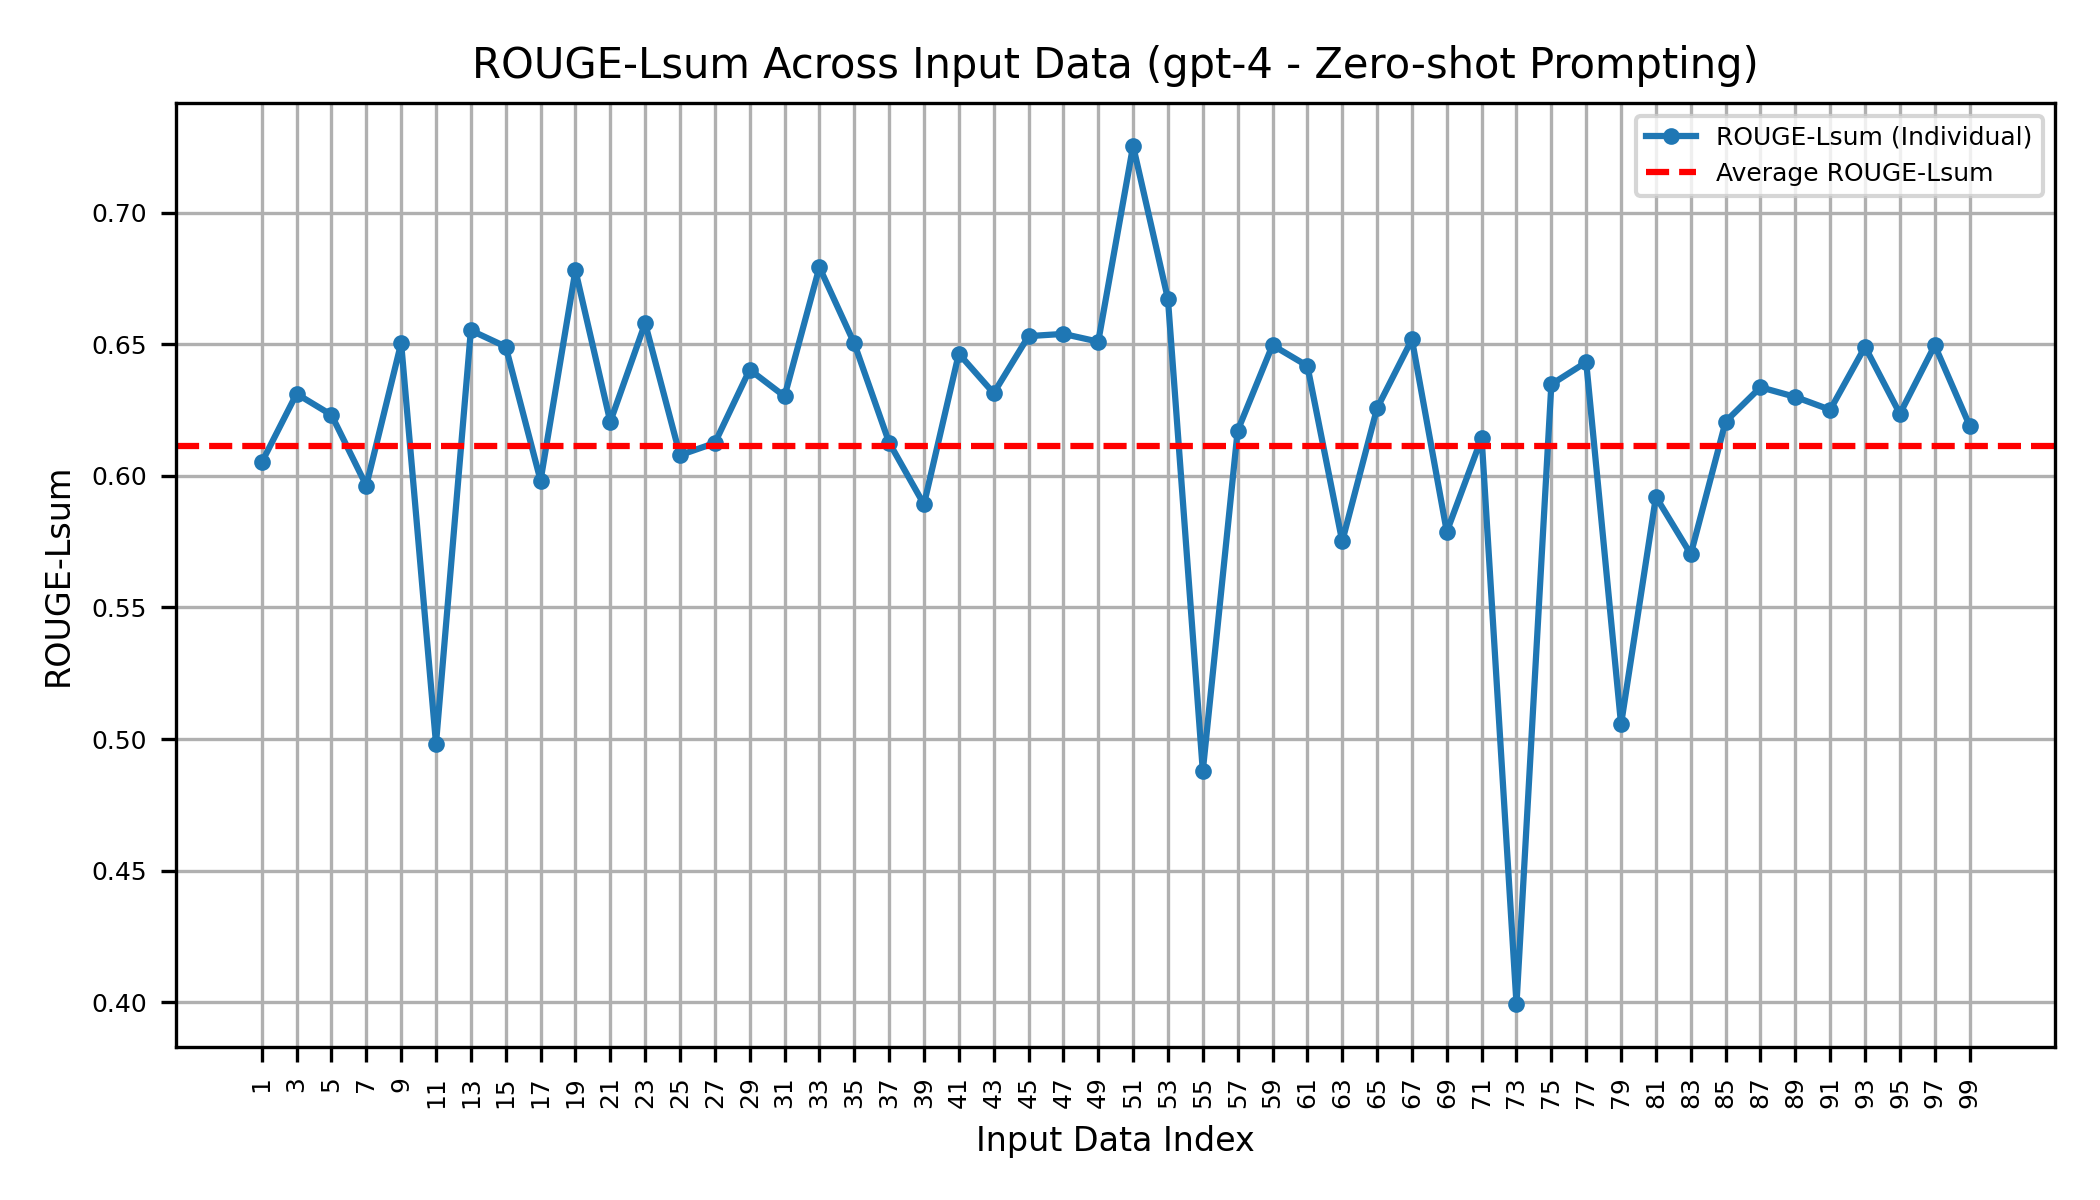 ROUGE-Lsum Across Input Data (gpt-4 - Zero-shot Prompting)
ROUGE-Lsum (Individual)
Average ROUGE-Lsum
ROUGE-Lsum
0.70
0.65
0.60
0.55
0.50
0.45
0.40
1 3 5 7 9 11 13 15 17 19 21 23 25 27 29 31 33 35 37 39 41 43 45 47 49 51 53 55 57 59 61 63 65 67 69 71 73 75 77 79 81 83 85 87 89 91 93 95 97 99
Input Data Index